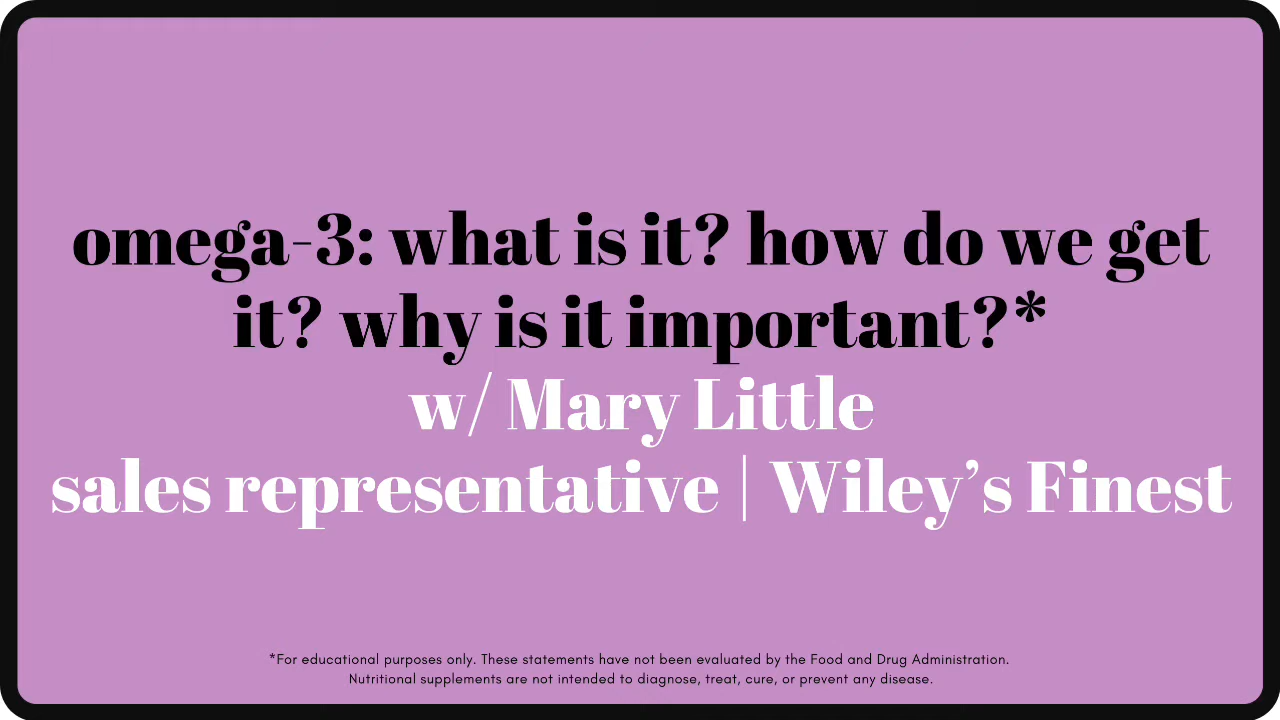 omega-3: what is it? how do we get
it? why is it important?*
w/ Mary Little
sales representative | Wiley’s Finest
*For educational purposes only. These statements have not been evaluated by the Food and Drug Administration.
Nutritional supplements are not intended to diagnose, treat, cure, or prevent any disease.